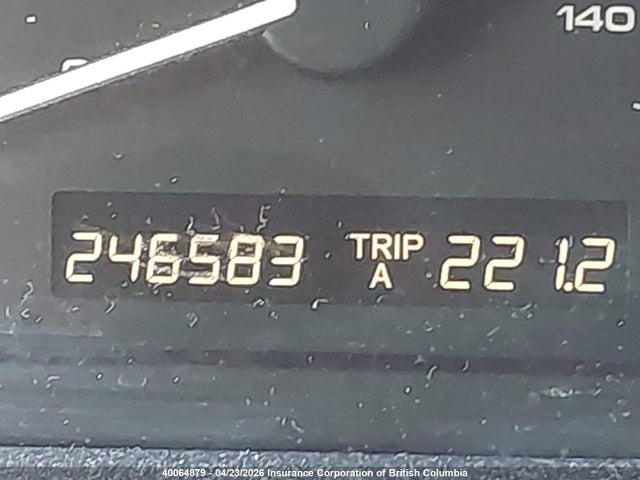 140
246583 TRIP A 221.2
40064879 - 04/23/2026 Insurance Corporation of British Columbia